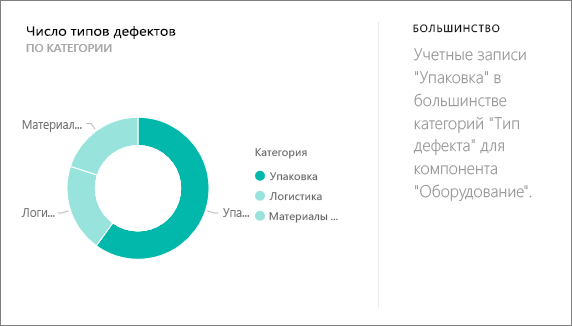 Число типов дефектов
ПО КАТЕГОРИИ
Материал...
Логи...
Упа...
Категория
Упаковка
Логистика
Материалы ...
БОЛЬШИНСТВО
Учетные записи
"Упаковка" в
большинстве
категорий "Тип
дефекта" для
компонента
"Оборудование".